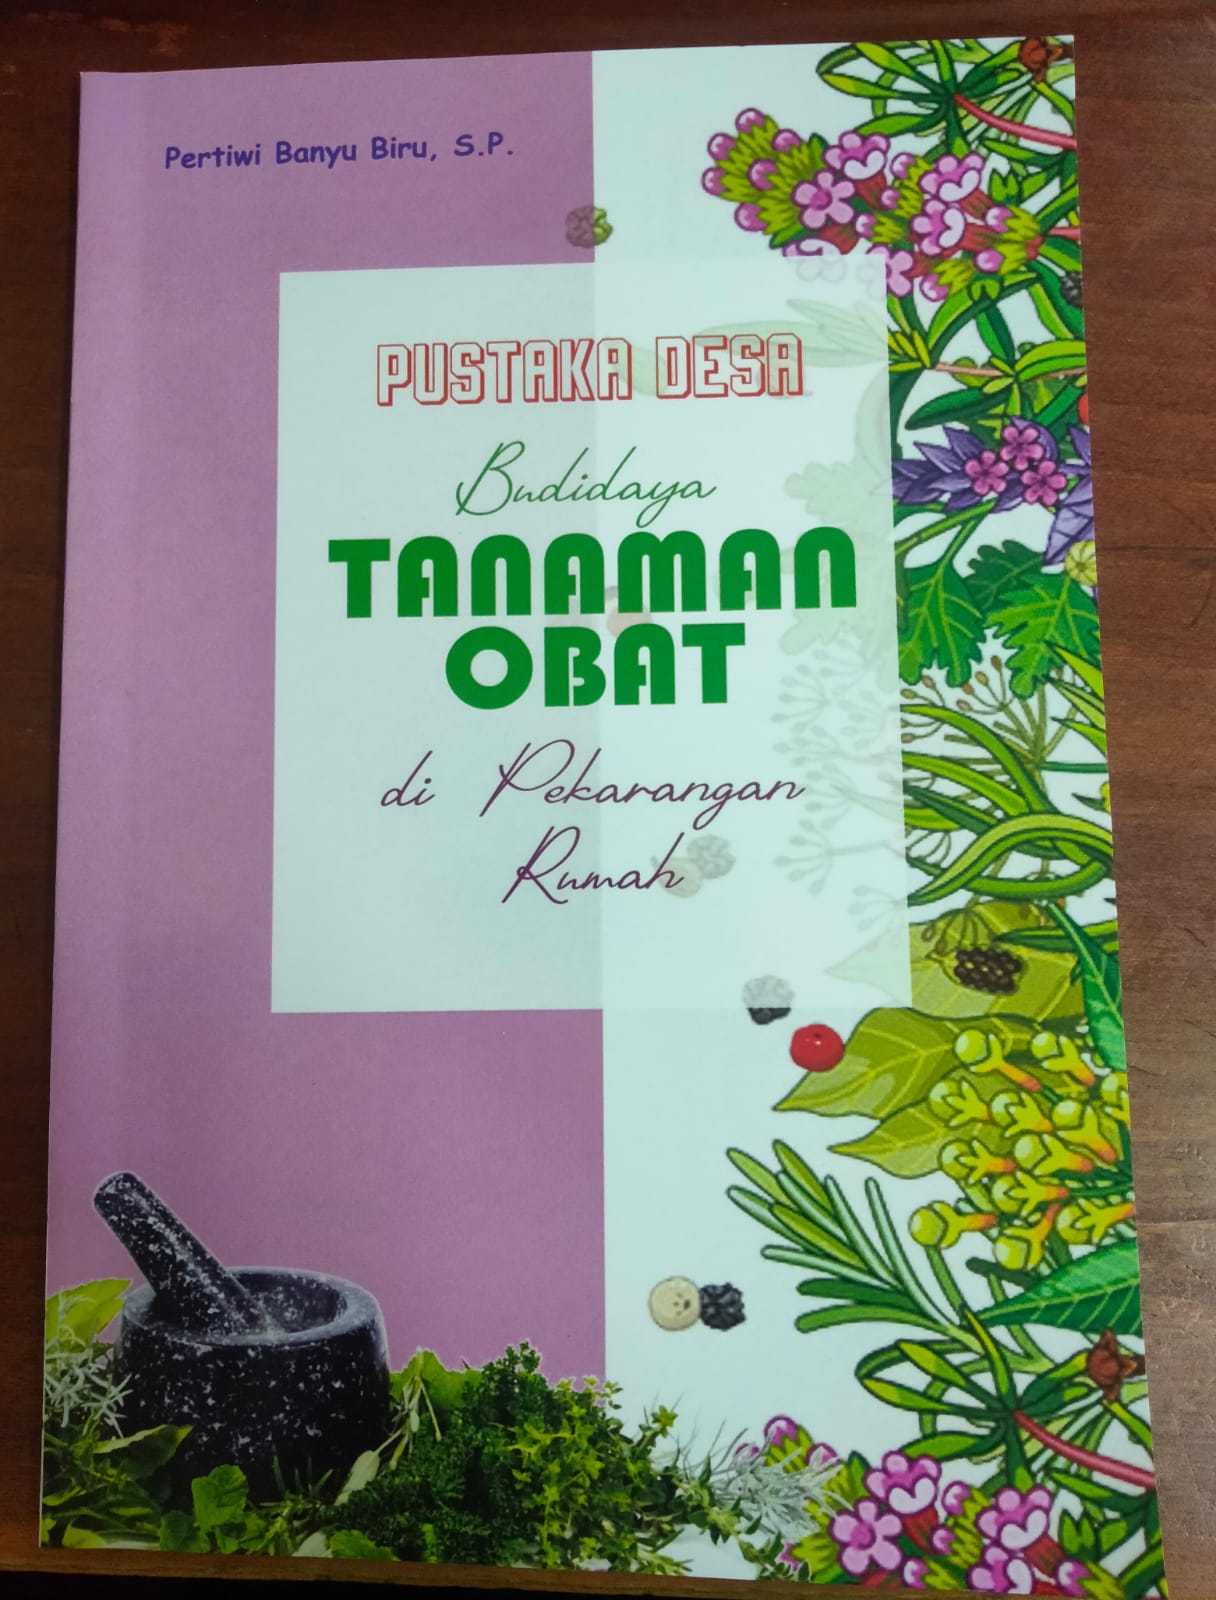 Pertiwi Banyu Biru, S.P.
PUSTAKA DESA
Budidaya
TANAMAN
OBAT
di Pekarangan
Rumah